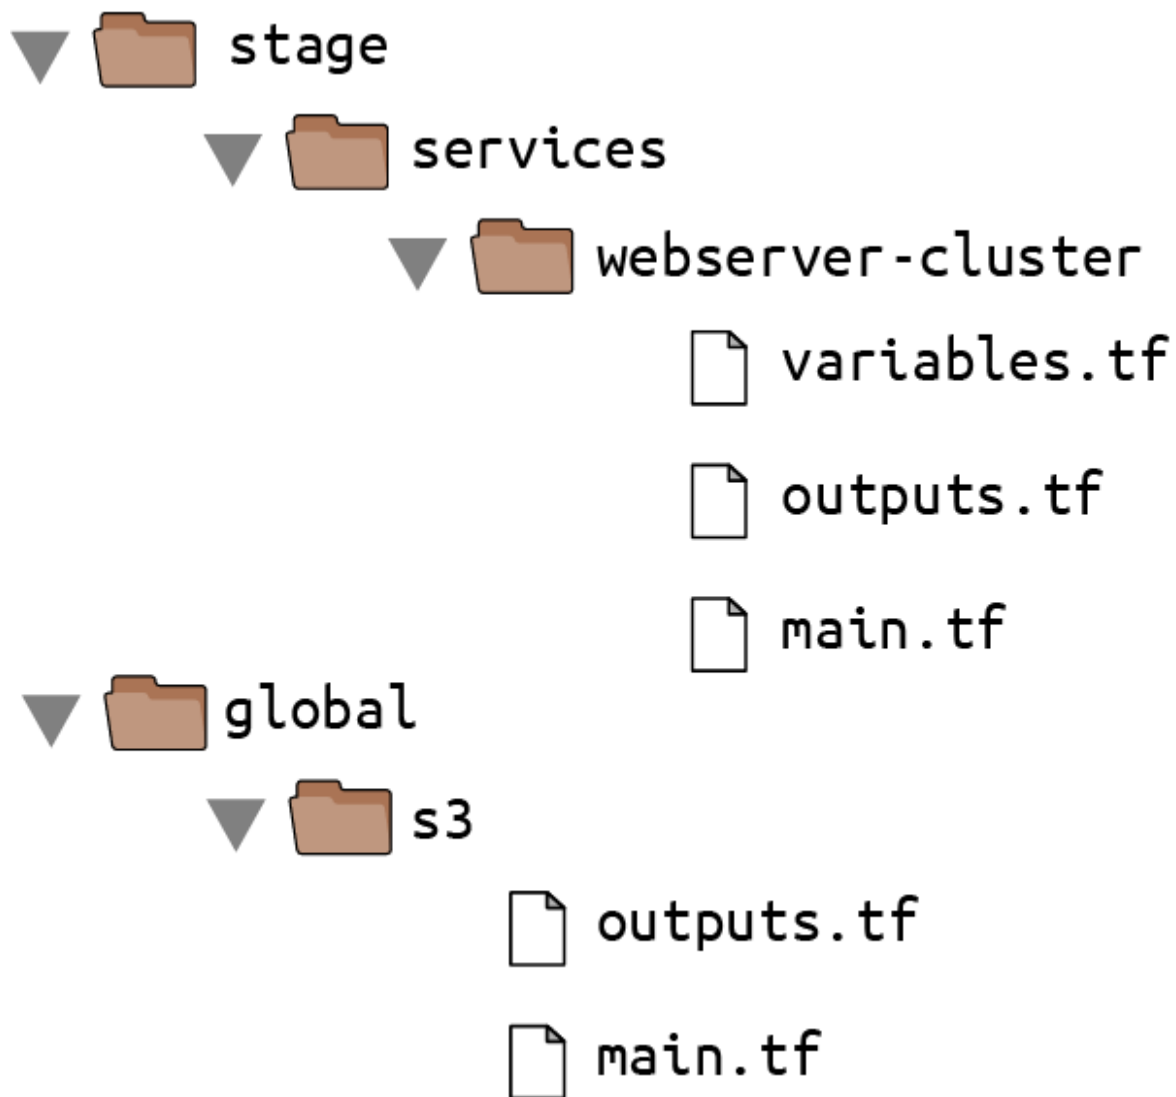 stage
services
webserver-cluster
variables.tf
outputs.tf
main.tf
global
s3
outputs.tf
main.tf